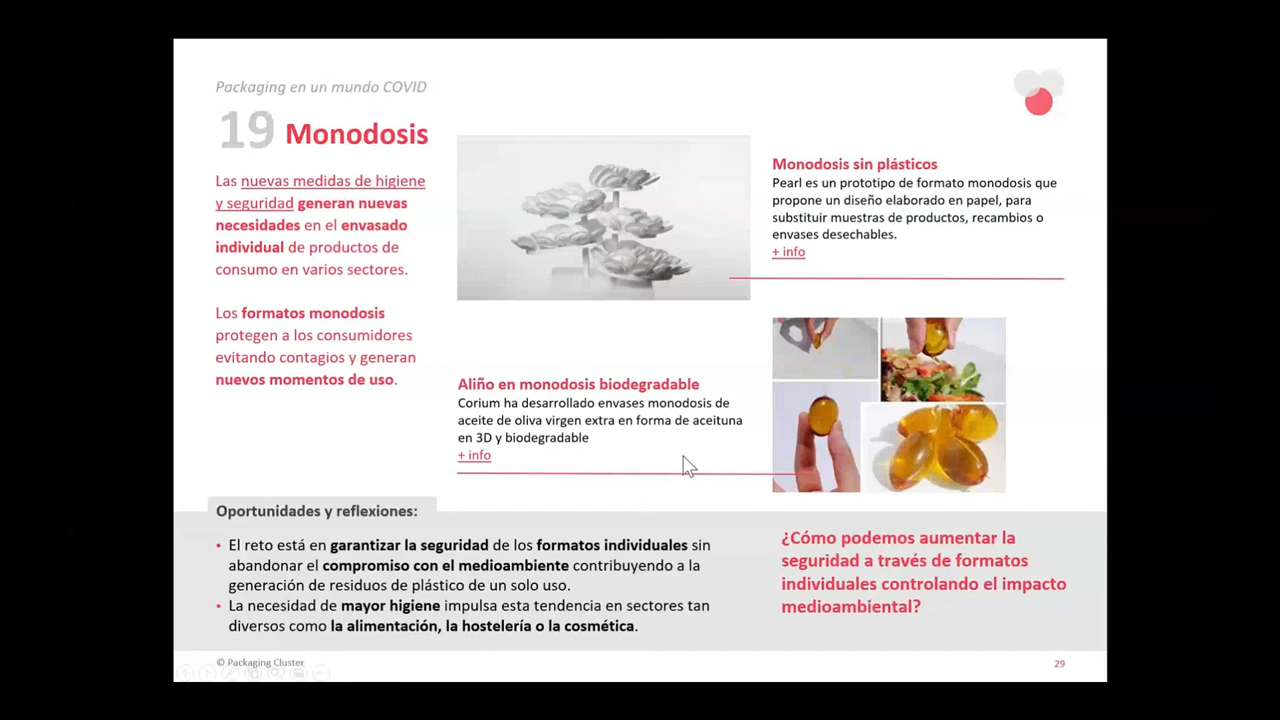 Packaging en un mundo COVID
19 Monodosis
Las nuevas medidas de higiene
y seguridad generan nuevas
necesidades en el envasado
individual de productos de
consumo en varios sectores.
Los formatos monodosis
protegen a los consumidores
evitando contagios y generan
nuevos momentos de uso.
Monodosis sin plásticos
Pearl es un prototipo de formato monodosis que
propone un diseño elaborado en papel, para
substituir muestras de productos, recambios o
envases desechables.
+ info
Aliño en monodosis biodegradable
Corium ha desarrollado envases monodosis de
aceite de oliva virgen extra en forma de aceituna
en 3D y biodegradable
+ info
Oportunidades y reflexiones:
• El reto está en garantizar la seguridad de los formatos individuales sin
abandonar el compromiso con el medioambiente contribuyendo a la
generación de residuos de plástico de un solo uso.
• La necesidad de mayor higiene impulsa esta tendencia en sectores tan
diversos como la alimentación, la hostelería o la cosmética.
¿Cómo podemos aumentar la
seguridad a través de formatos
individuales controlando el impacto
medioambiental?
© Packaging Cluster
29